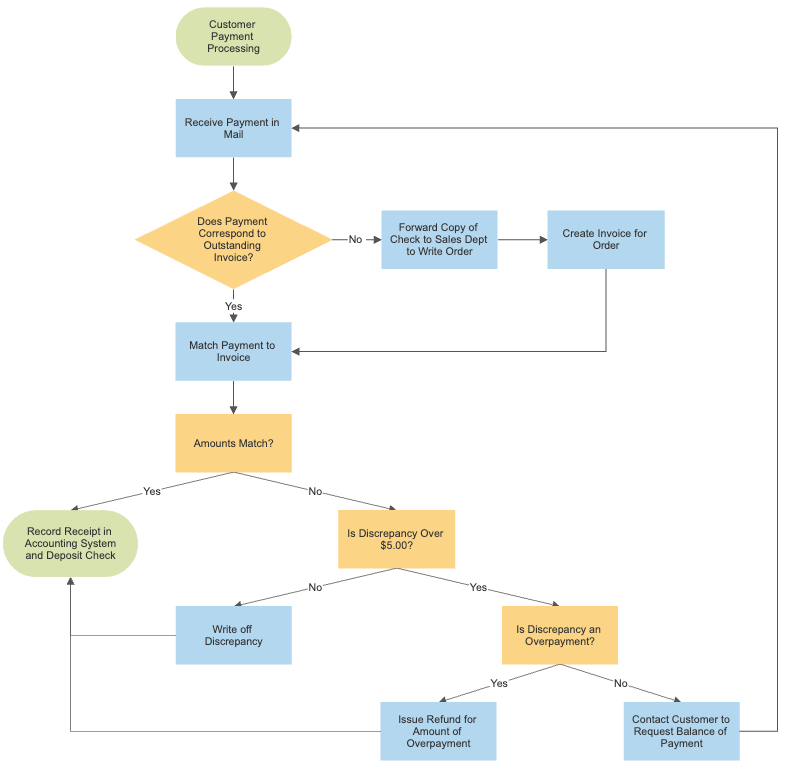 Customer
Payment
Processing
Receive Payment in
Mail
Does Payment
Correspond to
Outstanding
Invoice?
No
Forward Copy of
Check to Sales Dept
to Write Order
Create Invoice for
Order
Yes
Match Payment to
Invoice
Amounts Match?
Yes
No
Record Receipt in
Accounting System
and Deposit Check
Is Discrepancy Over
$5.00?
No
Yes
Write off
Discrepancy
Is Discrepancy an
Overpayment?
Yes
No
Issue Refund for
Amount of
Overpayment
Contact Customer to
Request Balance of
Payment